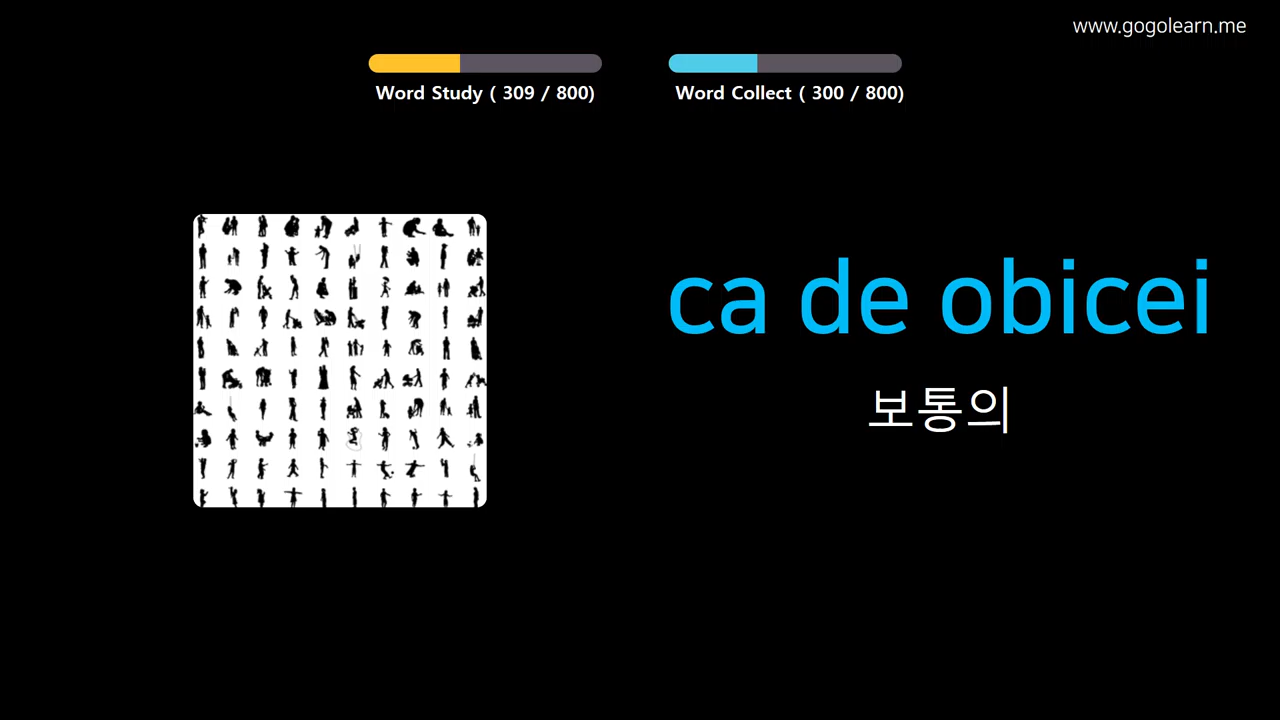 www.gogolearn.me
Word Study ( 309 / 800)
Word Collect ( 300 / 800)
ca de obicei
보통의